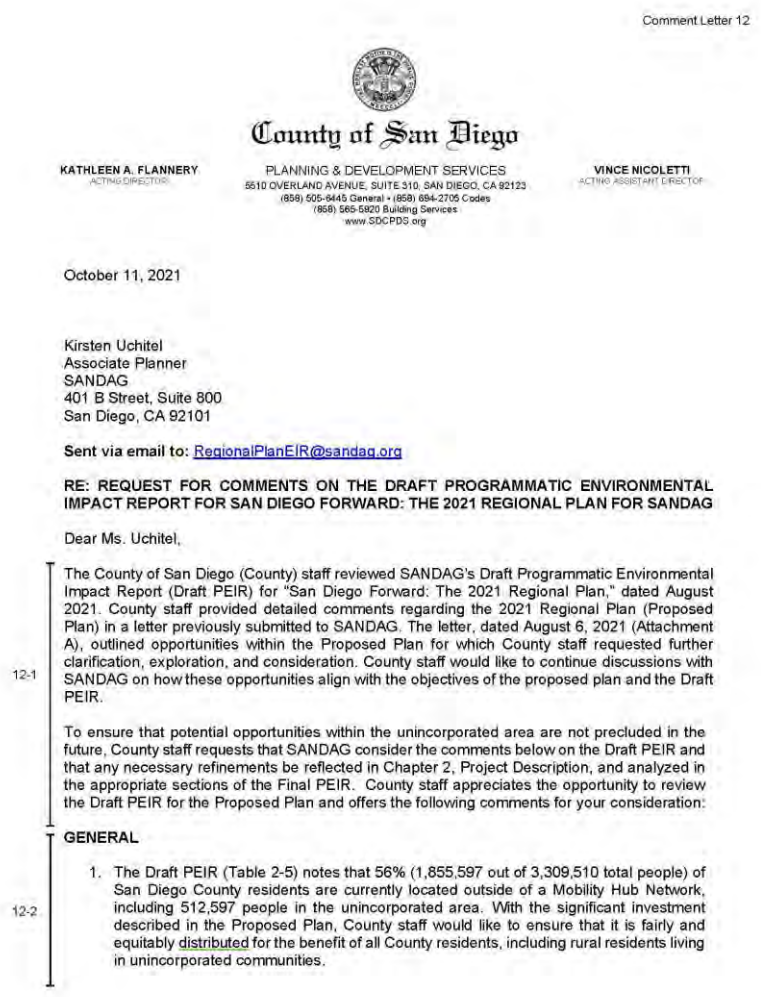 Comment Letter 12
County of San Diego
KATHLEEN A. FLANNERY
ACTING DIRECTOR
PLANNING & DEVELOPMENT SERVICES
5510 OVERLAND AVENUE, SUITE 310, SAN DIEGO, CA 92123
(858) 505-6445 General • (858) 694-2705 Codes
(858) 565-5920 Building Services
www.SDCPDS.org
VINCE NICOLETTI
ACTING ASSISTANT DIRECTOR
October 11, 2021
Kirsten Uchitel
Associate Planner
SANDAG
401 B Street, Suite 800
San Diego, CA 92101
Sent via email to: RegionalPlanEIR@sandag.org
RE: REQUEST FOR COMMENTS ON THE DRAFT PROGRAMMATIC ENVIRONMENTAL
IMPACT REPORT FOR SAN DIEGO FORWARD: THE 2021 REGIONAL PLAN FOR SANDAG
Dear Ms. Uchitel,
12-1
The County of San Diego (County) staff reviewed SANDAG's Draft Programmatic Environmental
Impact Report (Draft PEIR) for "San Diego Forward: The 2021 Regional Plan," dated August
2021. County staff provided detailed comments regarding the 2021 Regional Plan (Proposed
Plan) in a letter previously submitted to SANDAG. The letter, dated August 6, 2021 (Attachment
A), outlined opportunities within the Proposed Plan for which County staff requested further
clarification, exploration, and consideration. County staff would like to continue discussions with
SANDAG on how these opportunities align with the objectives of the proposed plan and the Draft
PEIR.
To ensure that potential opportunities within the unincorporated area are not precluded in the
future, County staff requests that SANDAG consider the comments below on the Draft PEIR and
that any necessary refinements be reflected in Chapter 2, Project Description, and analyzed in
the appropriate sections of the Final PEIR. County staff appreciates the opportunity to review
the Draft PEIR for the Proposed Plan and offers the following comments for your consideration:
GENERAL
12-2
1. The Draft PEIR (Table 2-5) notes that 56% (1,855,597 out of 3,309,510 total people) of
San Diego County residents are currently located outside of a Mobility Hub Network,
including 512,597 people in the unincorporated area. With the significant investment
described in the Proposed Plan, County staff would like to ensure that it is fairly and
equitably distributed for the benefit of all County residents, including rural residents living
in unincorporated communities.